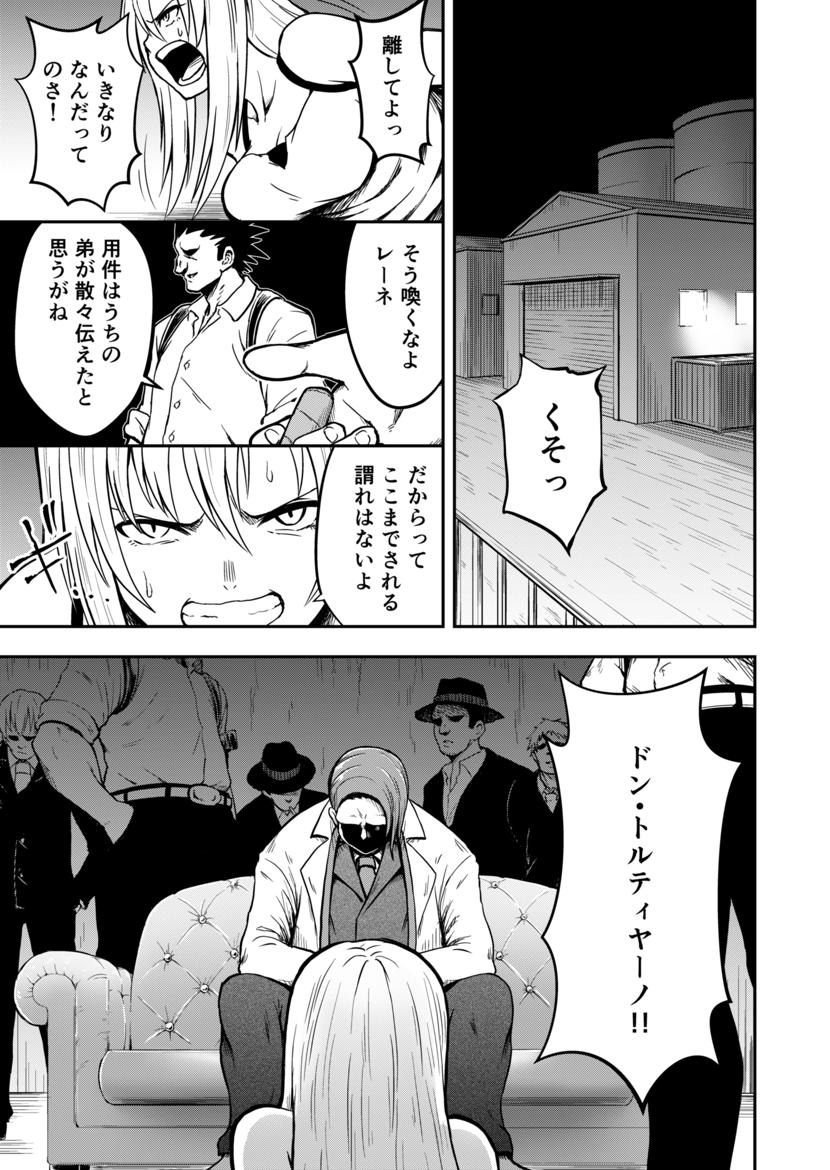 くそっ
離してよっ
いきなり
なんだって
のさ！
そう喚くなよ
レーネ
用件はうちの
弟が散々伝えたと
思うがね
だからって
ここまでされる
謂れはないよ
ギ…
ドン・トルティヤーノ!!